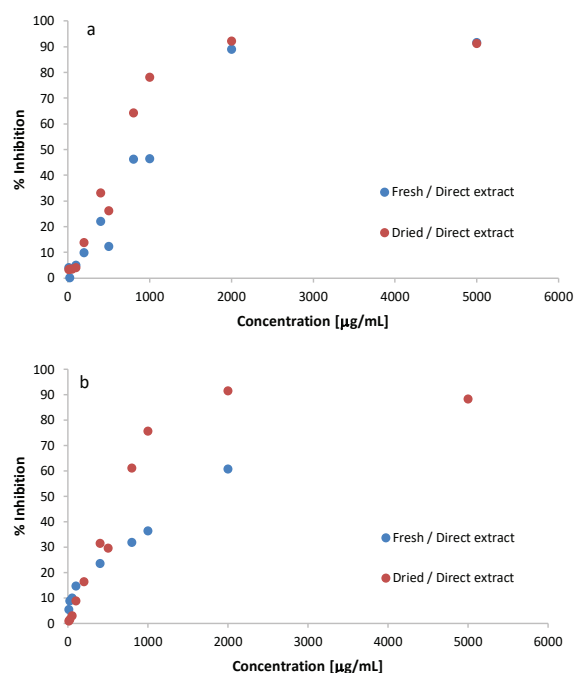 a
100
90
80
70
60
50
40
30
20
10
0
% Inhibition
Fresh / Direct extract
Dried / Direct extract
0 1000 2000 3000 4000 5000 6000
Concentration [µg/mL]
b
100
90
80
70
60
50
40
30
20
10
0
% Inhibition
Fresh / Direct extract
Dried / Direct extract
0 1000 2000 3000 4000 5000 6000
Concentration [µg/mL]